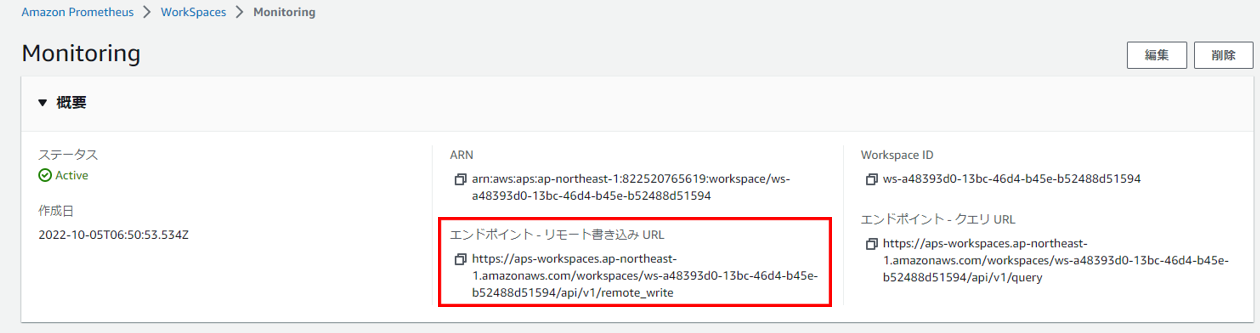 Amazon Prometheus > WorkSpaces > Monitoring
Monitoring
編集 削除
▼ 概要
ステータス
Active
作成日
2022-10-05T06:50:53.534Z
ARN
arn:aws:aps:ap-northeast-1:822520765619:workspace/ws-
a48393d0-13bc-46d4-b45e-b52488d51594
エンドポイント - リモート書き込み URL
https://aps-workspaces.ap-northeast-
1.amazonaws.com/workspaces/ws-a48393d0-13bc-46d4-b45e-
b52488d51594/api/v1/remote_write
Workspace ID
ws-a48393d0-13bc-46d4-b45e-b52488d51594
エンドポイント - クエリ URL
https://aps-workspaces.ap-northeast-
1.amazonaws.com/workspaces/ws-a48393d0-13bc-46d4-b45e-
b52488d51594/api/v1/query